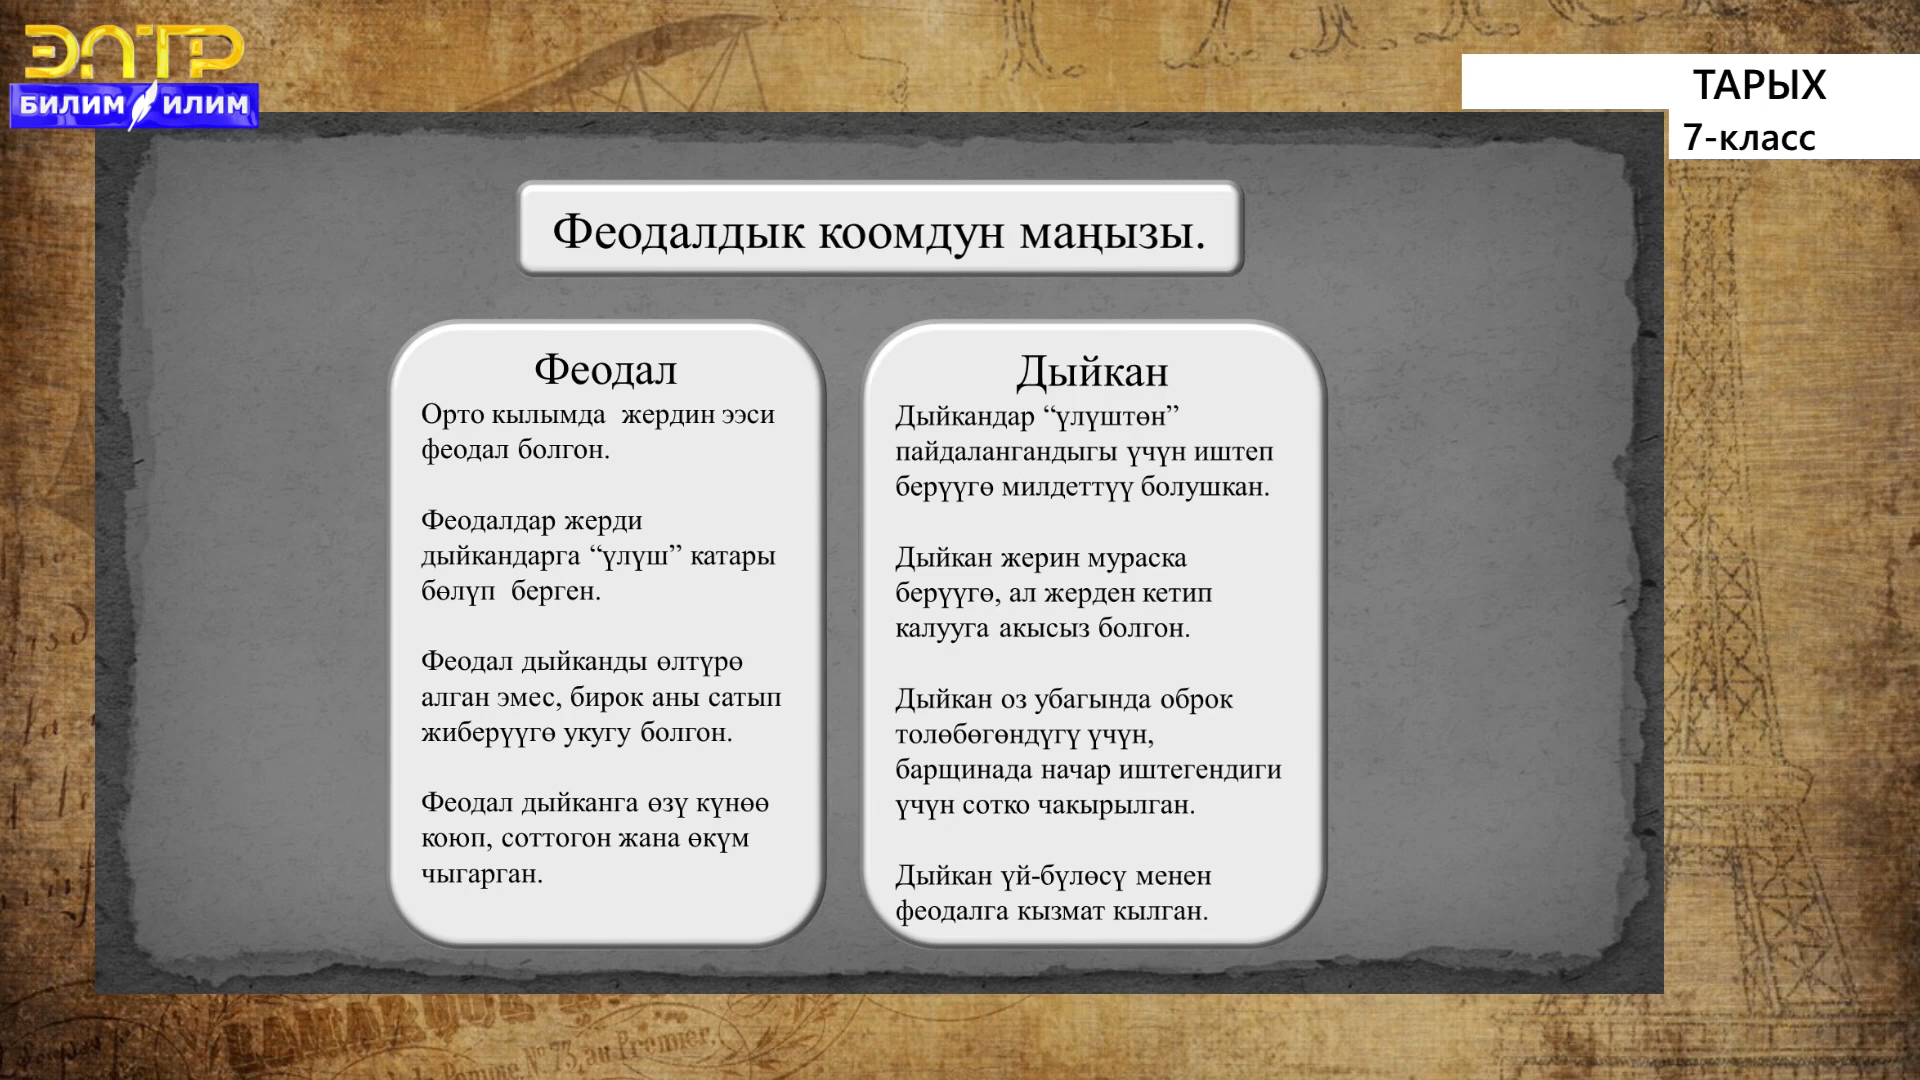 ЭЛТР
БИЛИМ ИЛИМ
ТАРЫХ
7-класс
Феодалдык коомдун маңызы.
Феодал
Орто кылымда жердин ээси
феодал болгон.
Феодалдар жерди
дыйкандарга “үлүш” катары
бөлүп берген.
Феодал дыйканды өлтүрө
алган эмес, бирок аны сатып
жиберүүгө укугу болгон.
Феодал дыйканга өзү күнөө
коюп, соттогон жана өкүм
чыгарган.
Дыйкан
Дыйкандар “үлүштөн”
пайдалангандыгы үчүн иштеп
берүүгө милдеттүү болушкан.
Дыйкан жерин мураска
берүүгө, ал жерден кетип
калууга акысыз болгон.
Дыйкан оз убагында оброк
толөбөгөндүгү үчүн,
барщинада начар иштегендиги
үчүн сотко чакырылган.
Дыйкан үй-бүлөсү менен
феодалга кызмат кылган.